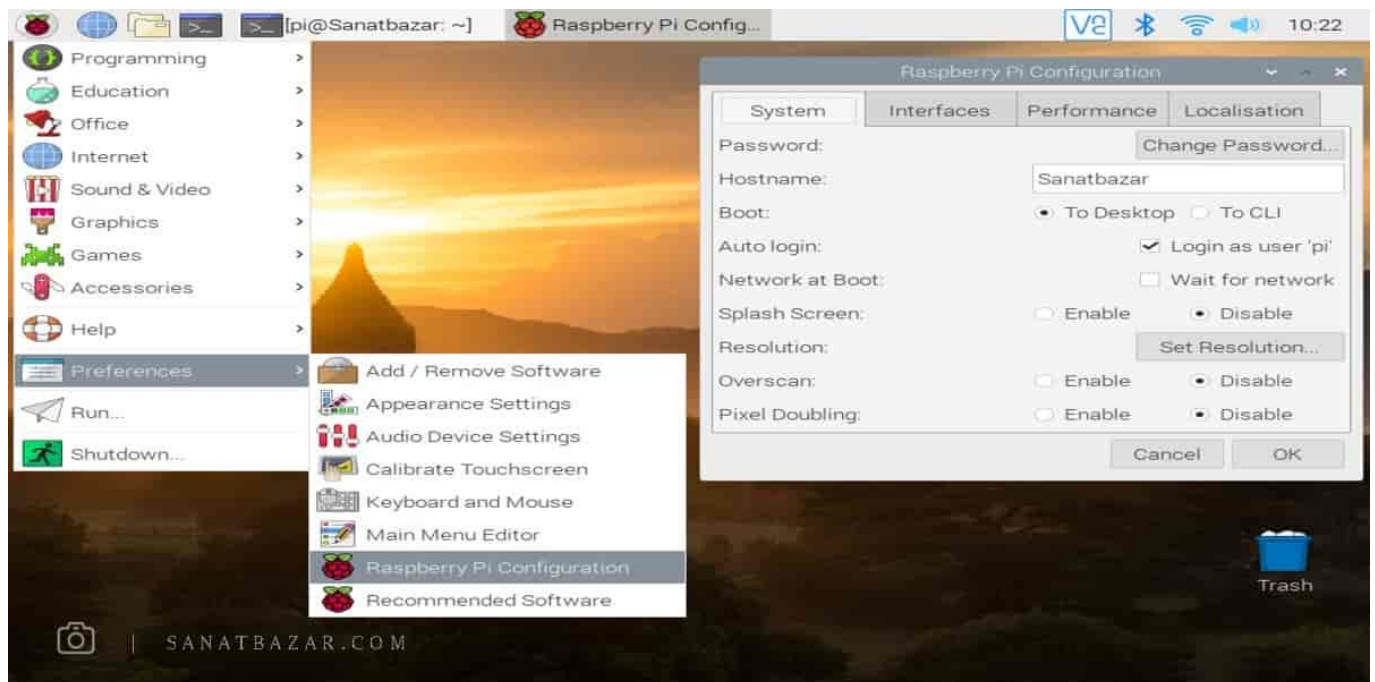 [pi@Sanatbazar: ~] Raspberry Pi Config... V2 10:22
Programming
Education
Office
Internet
Sound & Video
Graphics
Games
Accessories
Help
Preferences
Run...
Shutdown...
Add / Remove Software
Appearance Settings
Audio Device Settings
Calibrate Touchscreen
Keyboard and Mouse
Main Menu Editor
Raspberry Pi Configuration
Recommended Software
Raspberry Pi Configuration
System Interfaces Performance Localisation
Password: Change Password...
Hostname: Sanatbazar
Boot: To Desktop To CLI
Auto login: Login as user 'pi'
Network at Boot: Wait for network
Splash Screen: Enable Disable
Resolution: Set Resolution...
Overscan: Enable Disable
Pixel Doubling: Enable Disable
Cancel OK
Trash
| SANATBAZAR.COM